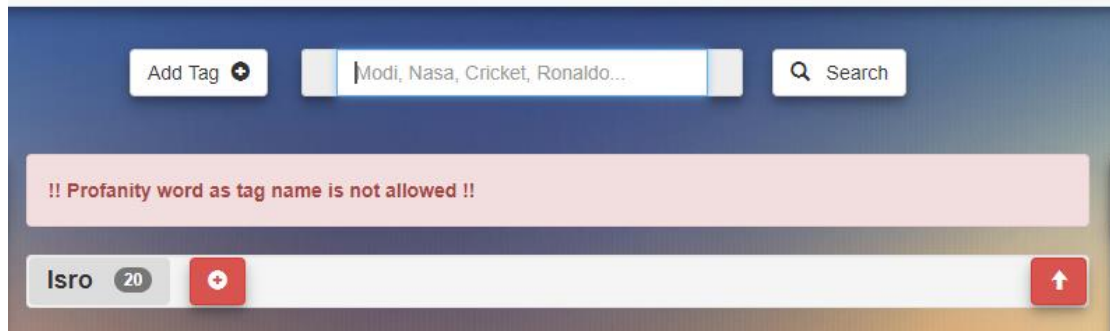 Add Tag
Modi, Nasa, Cricket, Ronaldo...
Search
!! Profanity word as tag name is not allowed !!
Isro 20